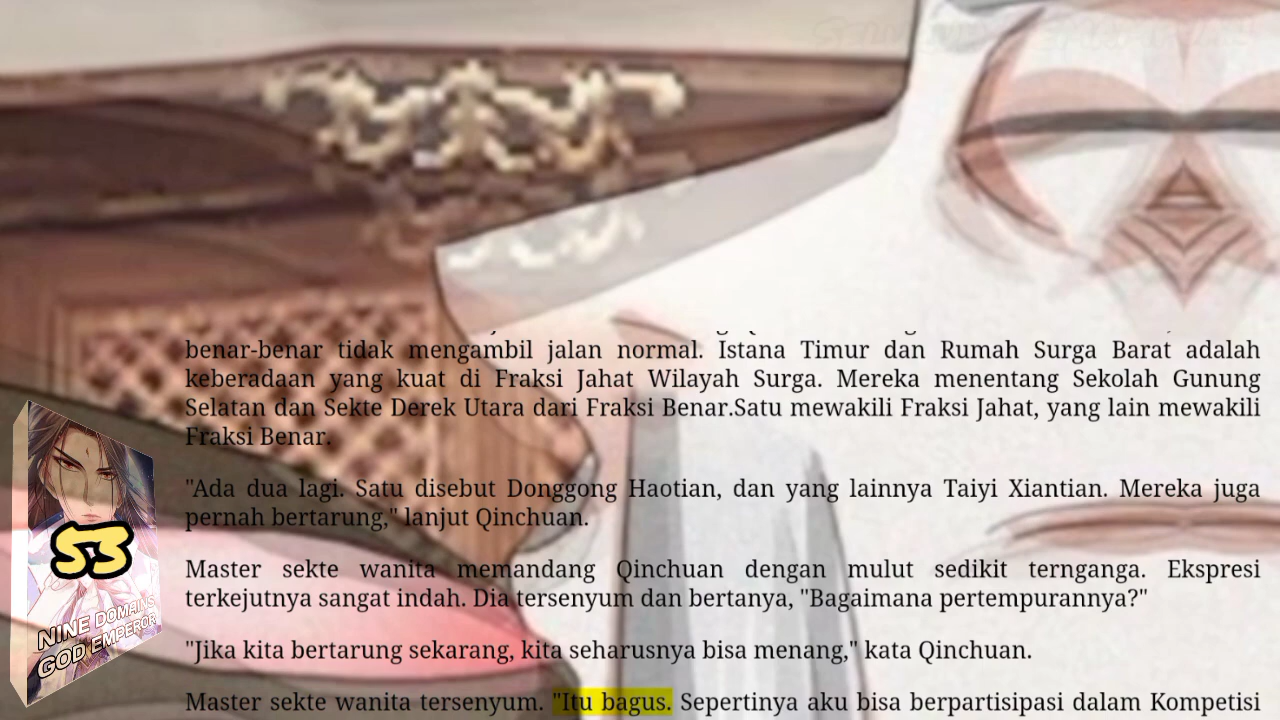 benar-benar tidak mengambil jalan normal. Istana Timur dan Rumah Surga Barat adalah
keberadaan yang kuat di Fraksi Jahat Wilayah Surga. Mereka menentang Sekolah Gunung
Selatan dan Sekte Derek Utara dari Fraksi Benar.Satu mewakili Fraksi Jahat, yang lain mewakili
Fraksi Benar.
"Ada dua lagi. Satu disebut Donggong Haotian, dan yang lainnya Taiyi Xiantian. Mereka juga
pernah bertarung," lanjut Qinchuan.
Master sekte wanita memandang Qinchuan dengan mulut sedikit ternganga. Ekspresi
terkejutnya sangat indah. Dia tersenyum dan bertanya, "Bagaimana pertempurannya?"
"Jika kita bertarung sekarang, kita seharusnya bisa menang," kata Qinchuan.
Master sekte wanita tersenyum. "Itu bagus. Sepertinya aku bisa berpartisipasi dalam Kompetisi
53
NINE DOMAINS
GOD EMPEROR